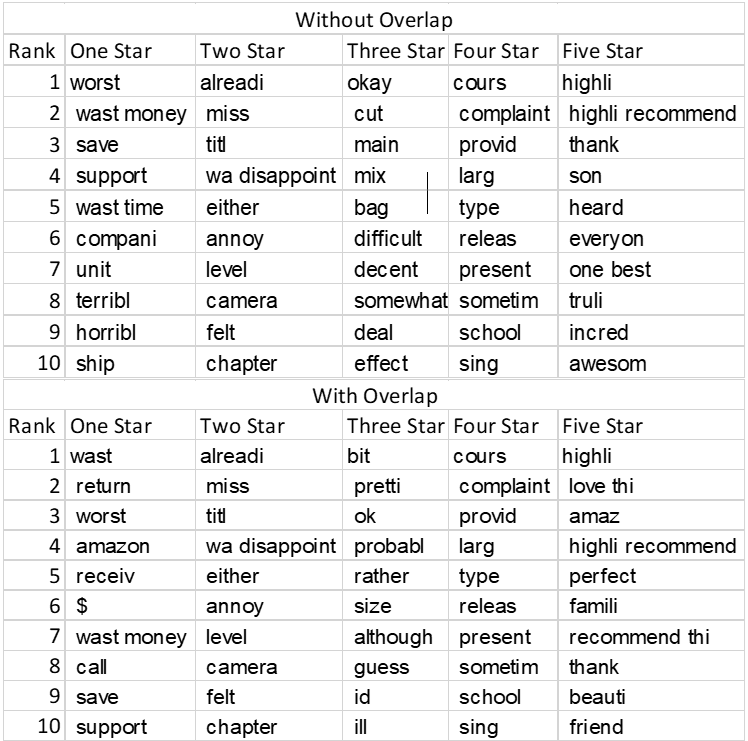 Without Overlap
Rank One Star Two Star Three Star Four Star Five Star
1 worst alreadi okay cours highli
2 wast money miss cut complaint highli recommend
3 save titl main provid thank
4 support wa disappoint mix larg son
5 wast time either bag type heard
6 compani annoy difficult releas everyon
7 unit level decent present one best
8 terribl camera somewhat sometim truli
9 horribl felt deal school incred
10 ship chapter effect sing awesom
With Overlap
Rank One Star Two Star Three Star Four Star Five Star
1 wast alreadi bit cours highli
2 return miss pretti complaint love thi
3 worst titl ok provid amaz
4 amazon wa disappoint probabl larg highli recommend
5 receiv either rather type perfect
6 $ annoy size releas famili
7 wast money level although present recommend thi
8 call camera guess sometim thank
9 save felt id school beauti
10 support chapter ill sing friend